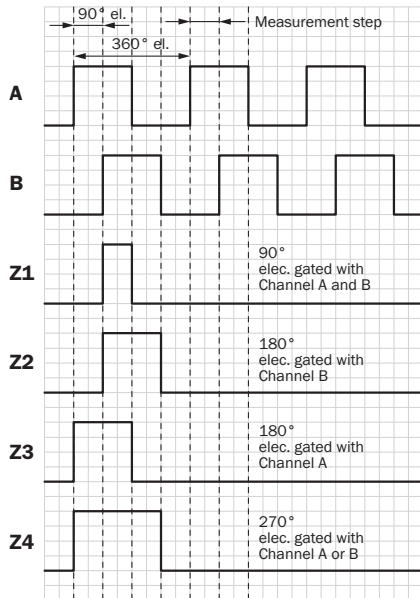 90° el.
Measurement step
360° el.
A
B
Z1
90°
elec. gated with
Channel A and B
Z2
180°
elec. gated with
Channel B
Z3
180°
elec. gated with
Channel A
Z4
270°
elec. gated with
Channel A or B